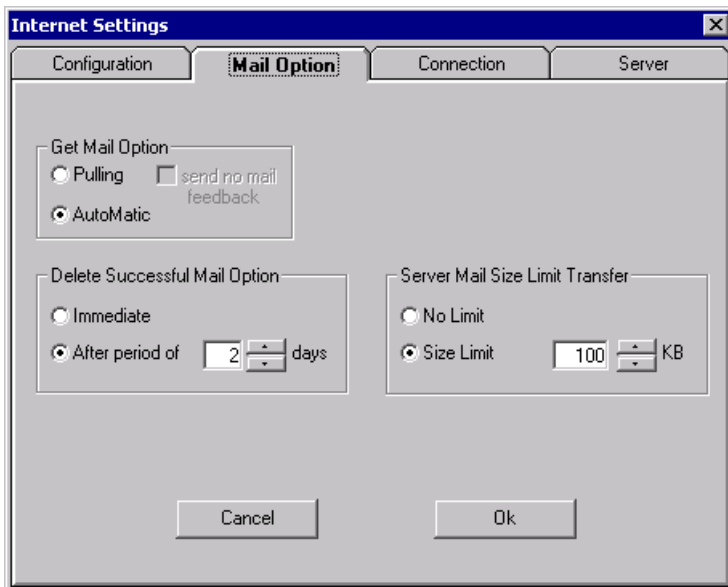 Internet Settings
Configuration Mail Option Connection Server
Get Mail Option
Pulling send no mail
feedback
AutoMatic
Delete Successful Mail Option
Immediate
After period of 2 days
Server Mail Size Limit Transfer
No Limit
Size Limit 100 KB
Cancel Ok